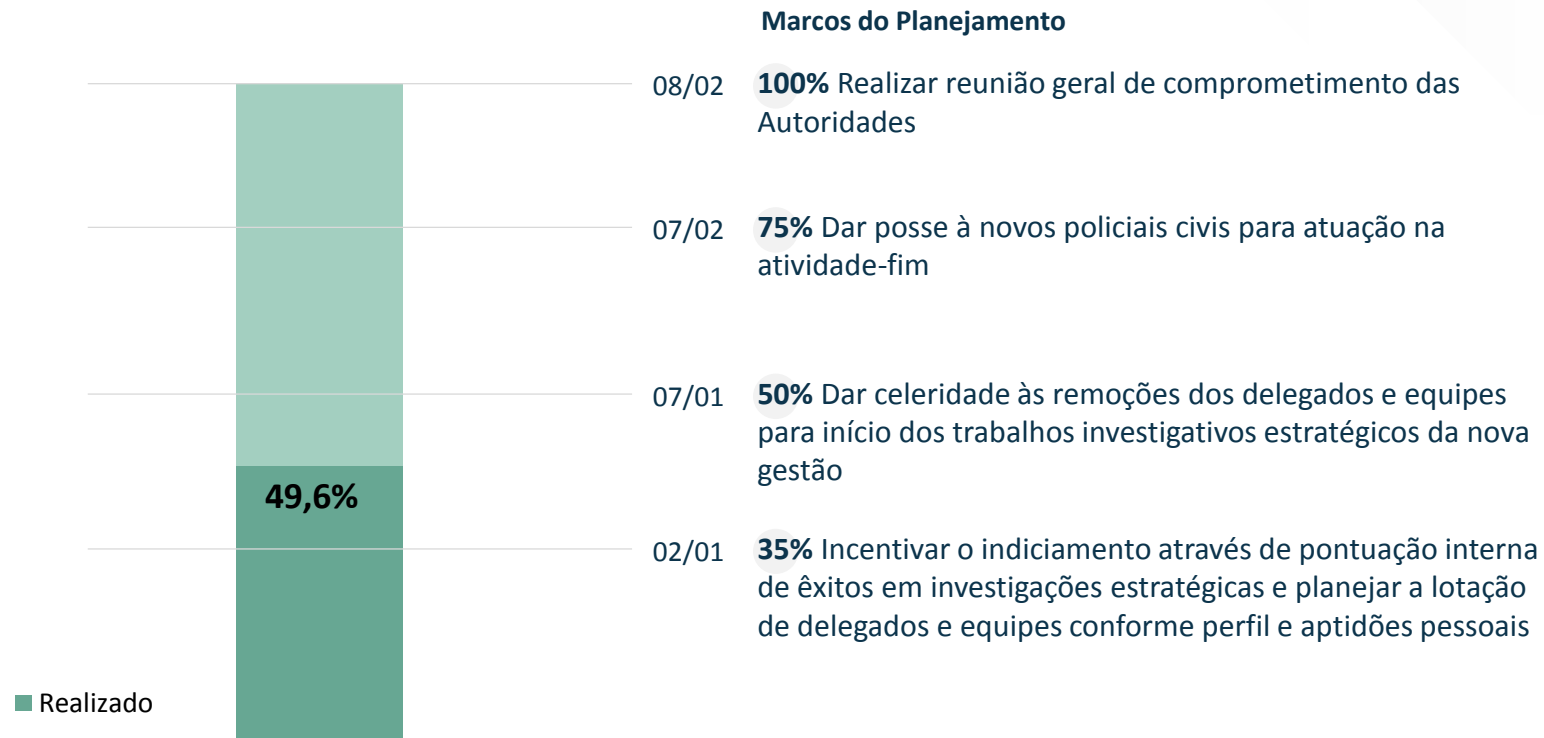 Marcos do Planejamento
08/02
100% Realizar reunião geral de comprometimento das
Autoridades
07/02
75% Dar posse à novos policiais civis para atuação na
atividade-fim
07/01
50% Dar celeridade às remoções dos delegados e equipes
para início dos trabalhos investigativos estratégicos da nova
gestão
49,6%
02/01
35% Incentivar o indiciamento através de pontuação interna
de êxitos em investigações estratégicas e planejar a lotação
de delegados e equipes conforme perfil e aptidões pessoais
Realizado